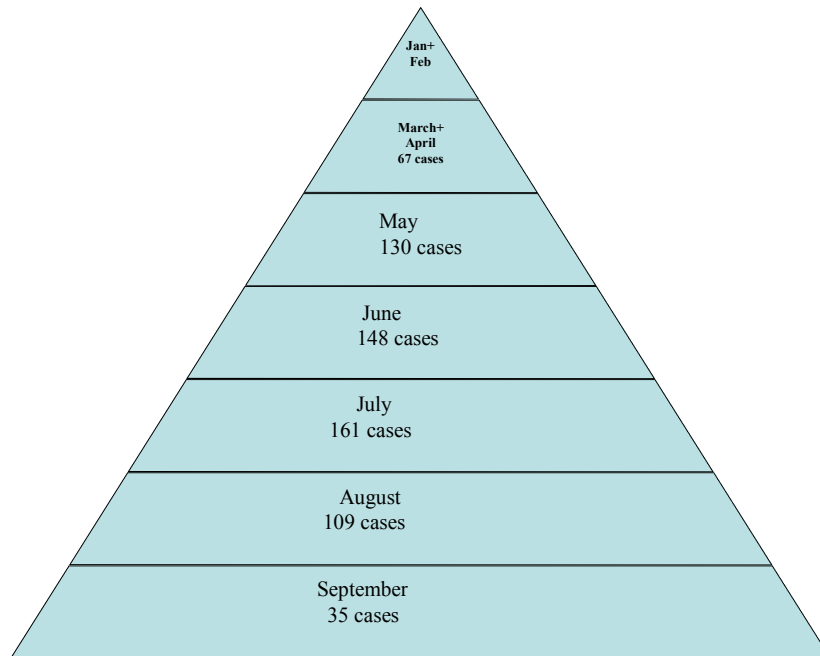 Jan+
Feb
March+
April
67 cases
May
130 cases
June
148 cases
July
161 cases
August
109 cases
September
35 cases